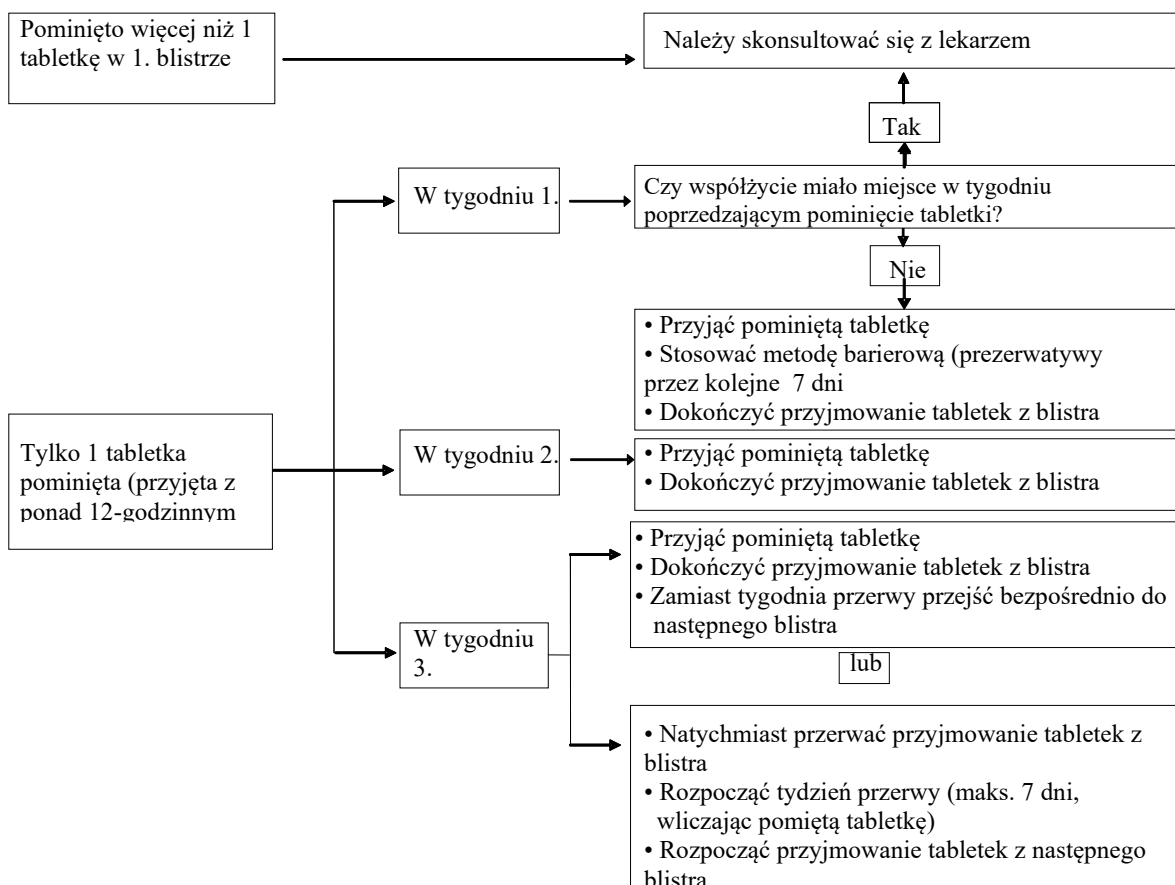 Pominięto więcej niż 1
tabletkę w 1. blistrze
Należy skonsultować się z lekarzem
Tak
W tygodniu 1.
Czy współżycie miało miejsce w tygodniu
poprzedzającym pominięcie tabletki?
Nie
• Przyjąć pominiętą tabletkę
• Stosować metodę barierową (prezerwatywy
przez kolejne 7 dni
• Dokończyć przyjmowanie tabletek z blistra
Tylko 1 tabletka
pominięta (przyjęta z
ponad 12-godzinnym
W tygodniu 2.
• Przyjąć pominiętą tabletkę
• Dokończyć przyjmowanie tabletek z blistra
W tygodniu
3.
• Przyjąć pominiętą tabletkę
• Dokończyć przyjmowanie tabletek z blistra
• Zamiast tygodnia przerwy przejść bezpośrednio do
następnego blistra
lub
• Natychmiast przerwać przyjmowanie tabletek z
blistra
• Rozpocząć tydzień przerwy (maks. 7 dni,
wliczając pomiętą tabletkę)
• Rozpocząć przyjmowanie tabletek z następnego
blistra